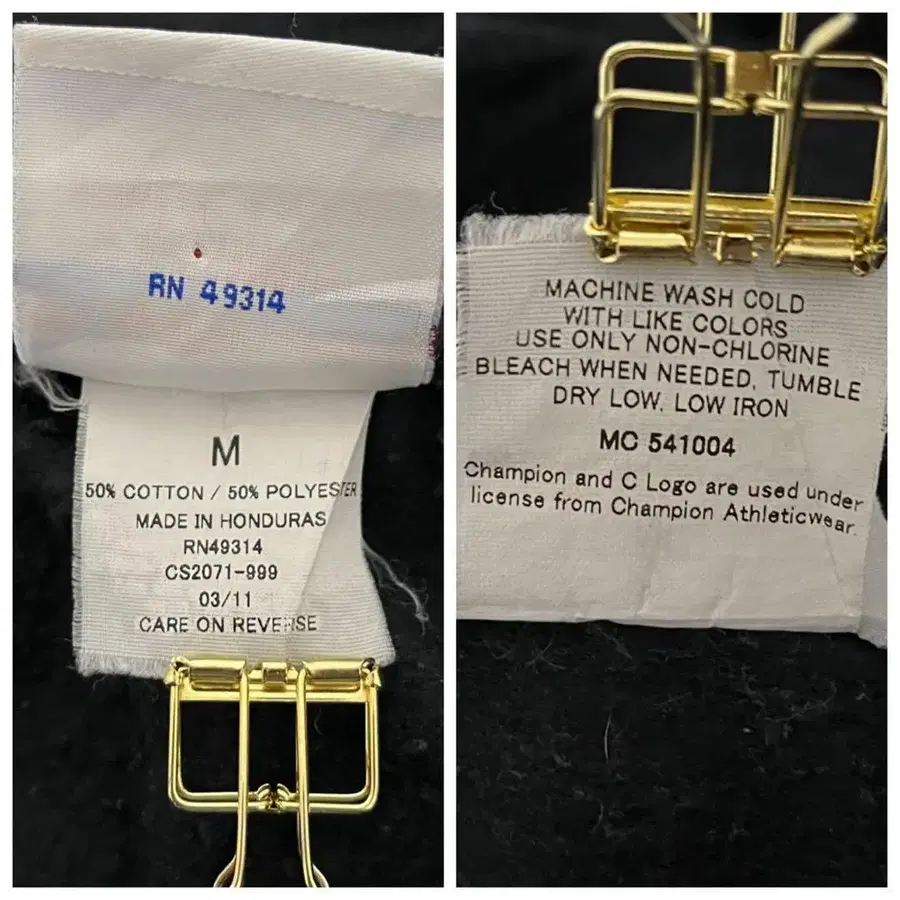 RN 49314
M
50% COTTON / 50% POLYESTER
MADE IN HONDURAS
RN49314
CS2071-999
03/11
CARE ON REVERSE
MACHINE WASH COLD
WITH LIKE COLORS
USE ONLY NON-CHLORINE
BLEACH WHEN NEEDED, TUMBLE
DRY LOW, LOW IRON
MC 541004
Champion and C Logo are used under
license from Champion Athleticwear.